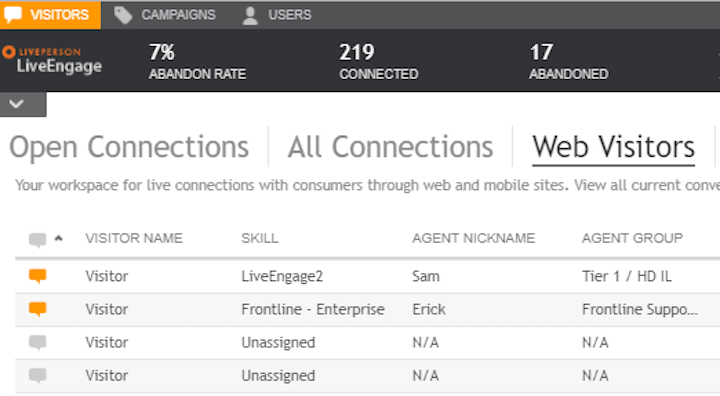 VISITORS CAMPAIGNS USERS
LIVEPERSON
LiveEngage
7% 219 17
ABANDON RATE CONNECTED ABANDONED
Open Connections All Connections Web Visitors
Your workspace for live connections with consumers through web and mobile sites. View all current conve
VISITOR NAME SKILL AGENT NICKNAME AGENT GROUP
Visitor LiveEngage2 Sam Tier 1 / HD IL
Visitor Frontline - Enterprise Erick Frontline Suppo...
Visitor Unassigned N/A N/A
Visitor Unassigned N/A N/A